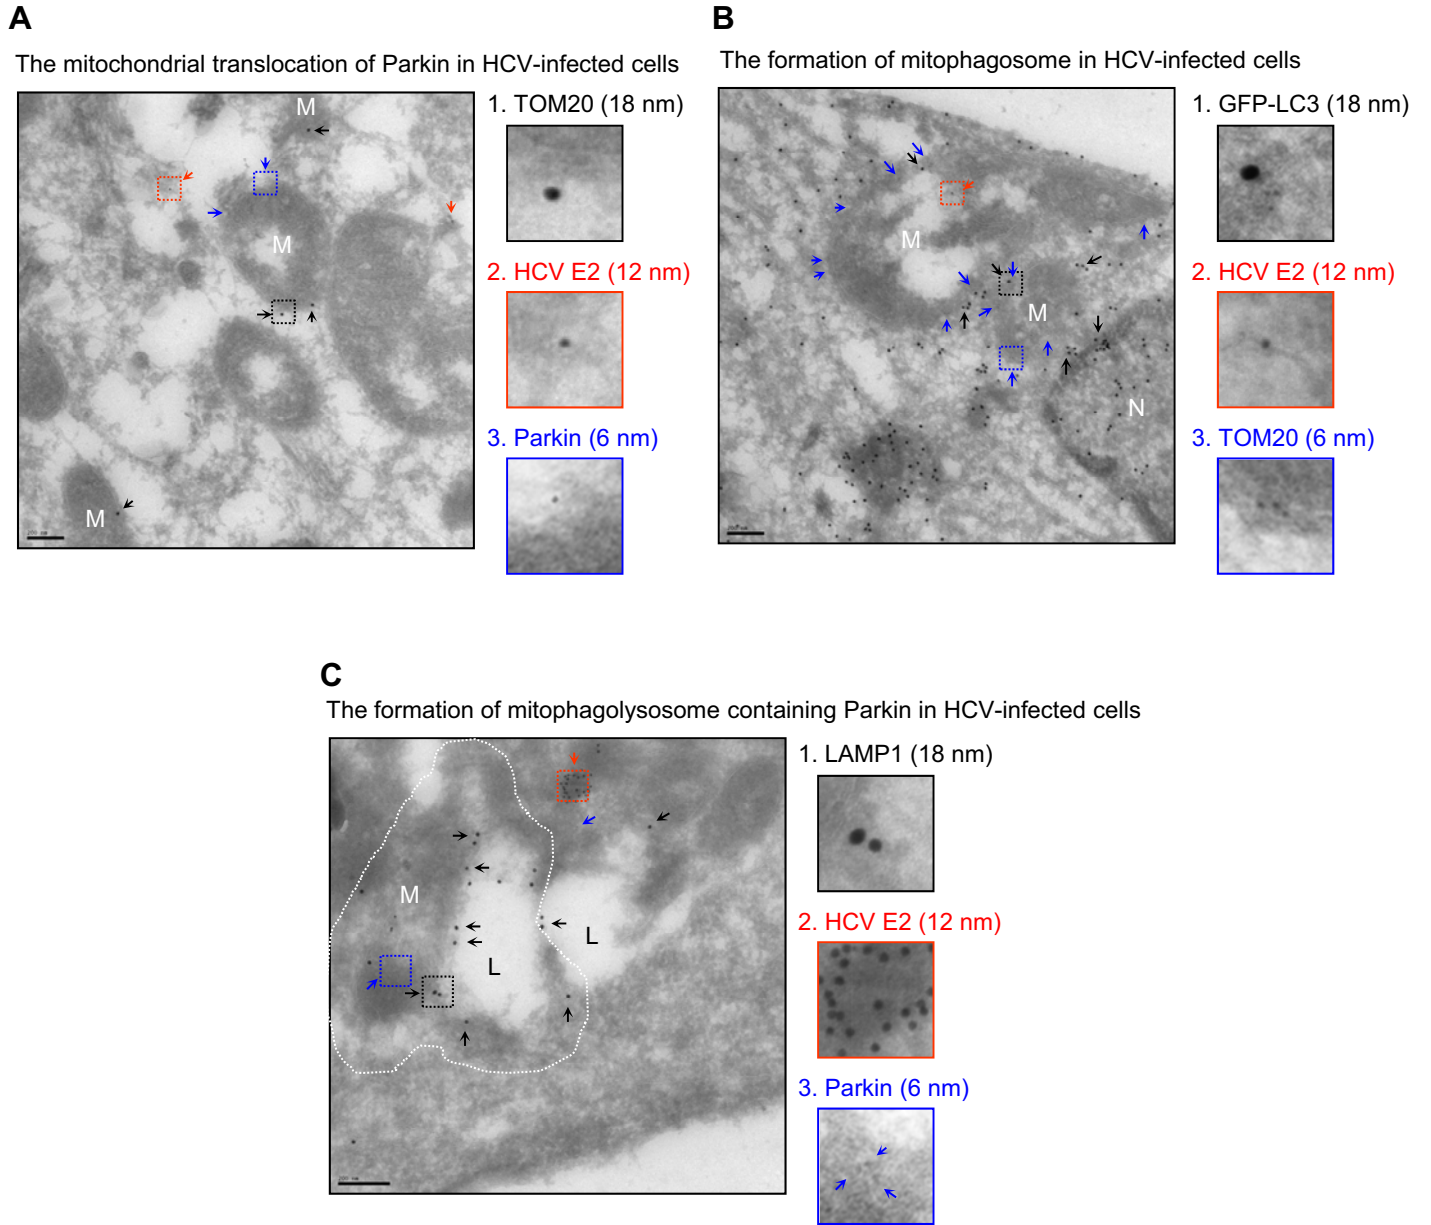 A
The mitochondrial translocation of Parkin in HCV-infected cells
M
M
M
1. TOM20 (18 nm)
2. HCV E2 (12 nm)
3. Parkin (6 nm)
B
The formation of mitophagosome in HCV-infected cells
M
M
N
1. GFP-LC3 (18 nm)
2. HCV E2 (12 nm)
3. TOM20 (6 nm)
C
The formation of mitophagolysosome containing Parkin in HCV-infected cells
M
L
L
1. LAMP1 (18 nm)
2. HCV E2 (12 nm)
3. Parkin (6 nm)